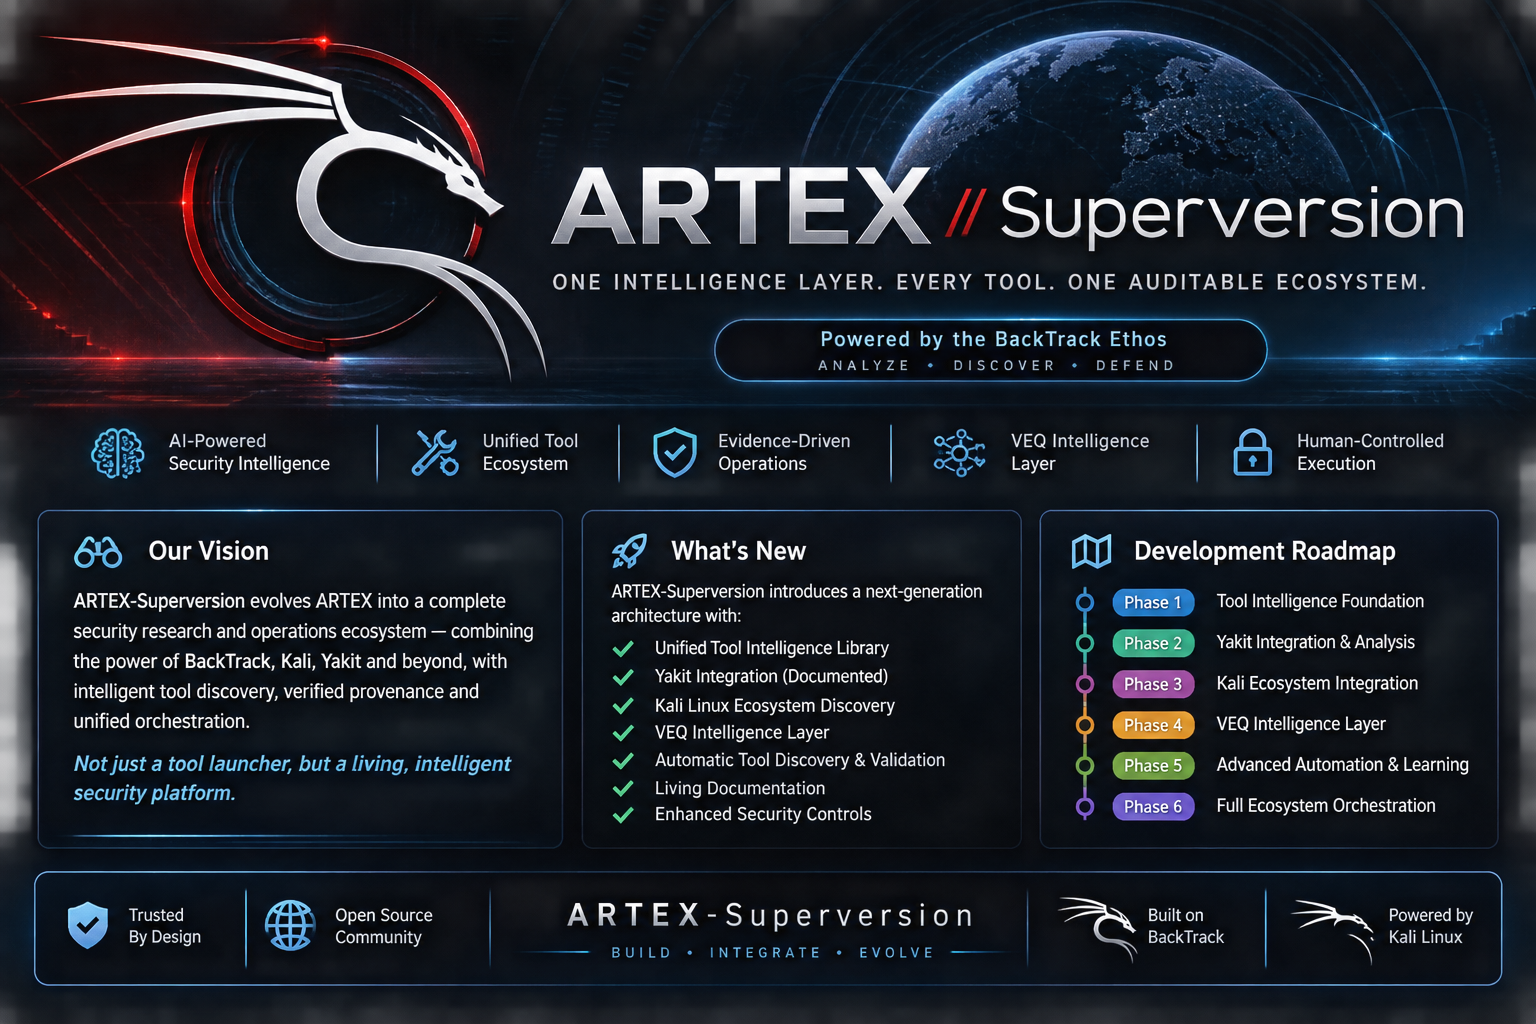 ARTEX // Superversion
ONE INTELLIGENCE LAYER. EVERY TOOL. ONE AUDITABLE ECOSYSTEM.
Powered by the BackTrack Ethos
ANALYZE • DISCOVER • DEFEND
AI-Powered
Security Intelligence
Unified Tool
Ecosystem
Evidence-Driven
Operations
VEQ Intelligence
Layer
Human-Controlled
Execution
Our Vision
ARTEX-Superversion evolves ARTEX into a complete
security research and operations ecosystem — combining
the power of BackTrack, Kali, Yakit and beyond, with
intelligent tool discovery, verified provenance and
unified orchestration.
Not just a tool launcher, but a living, intelligent
security platform.
What's New
ARTEX-Superversion introduces a next-generation
architecture with:
Unified Tool Intelligence Library
Yakit Integration (Documented)
Kali Linux Ecosystem Discovery
VEQ Intelligence Layer
Automatic Tool Discovery & Validation
Living Documentation
Enhanced Security Controls
Development Roadmap
Phase 1 Tool Intelligence Foundation
Phase 2 Yakit Integration & Analysis
Phase 3 Kali Ecosystem Integration
Phase 4 VEQ Intelligence Layer
Phase 5 Advanced Automation & Learning
Phase 6 Full Ecosystem Orchestration
Trusted
By Design
Open Source
Community
ARTEX-Superversion
BUILD • INTEGRATE • EVOLVE
Built on
BackTrack
Powered by
Kali Linux